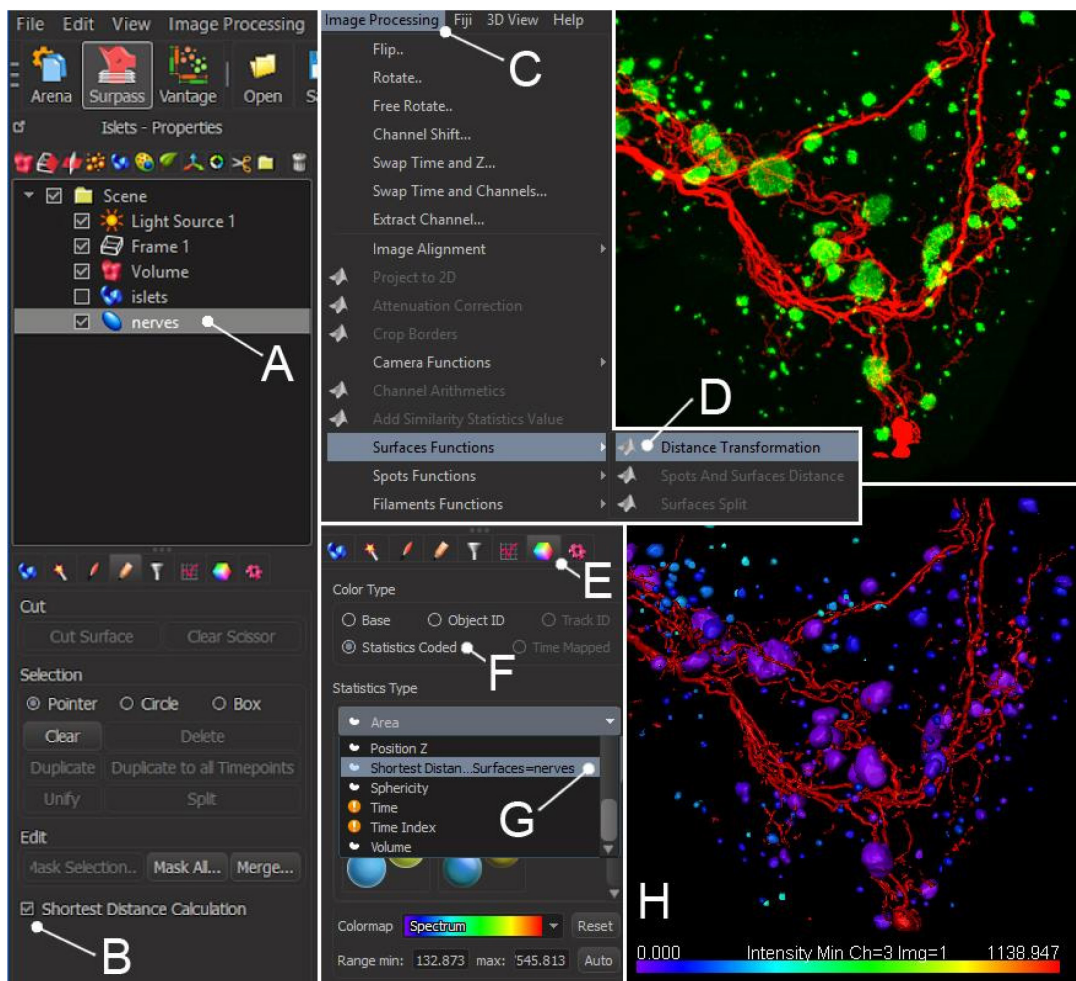 File Edit View Image Processing
Arena Surpass Vantage Open
Islets - Properties
Scene
Light Source 1
Frame 1
Volume
islets
nerves
A
Cut
Cut Surface Clear Scissor
Selection
Pointer Circle Box
Clear Delete
Duplicate Duplicate to all Timepoints
Unify Split
Edit
Mask Selection.. Mask All... Merge...
Shortest Distance Calculation
B
Image Processing Fiji 3D View Help
C
Flip..
Rotate..
Free Rotate..
Channel Shift...
Swap Time and Z...
Swap Time and Channels...
Extract Channel...
Image Alignment
Project to 2D
Attenuation Correction
Crop Borders
Camera Functions
Channel Arithmetics
Add Similarity Statistics Value
Surfaces Functions
Spots Functions
Filaments Functions
D
Distance Transformation
Spots And Surfaces Distance
Surfaces Split
E
Color Type
Base Object ID Track ID
Statistics Coded Time Mapped
F
Statistics Type
Area
Position Z
Shortest Distan...Surfaces=nerves
Sphericity
G
Time
Time Index
Volume
Colormap Spectrum Reset
Range min: 132.873 max: '545.813 Auto
H
0.000 Intensity Min Ch=3 Img=1 1138.947